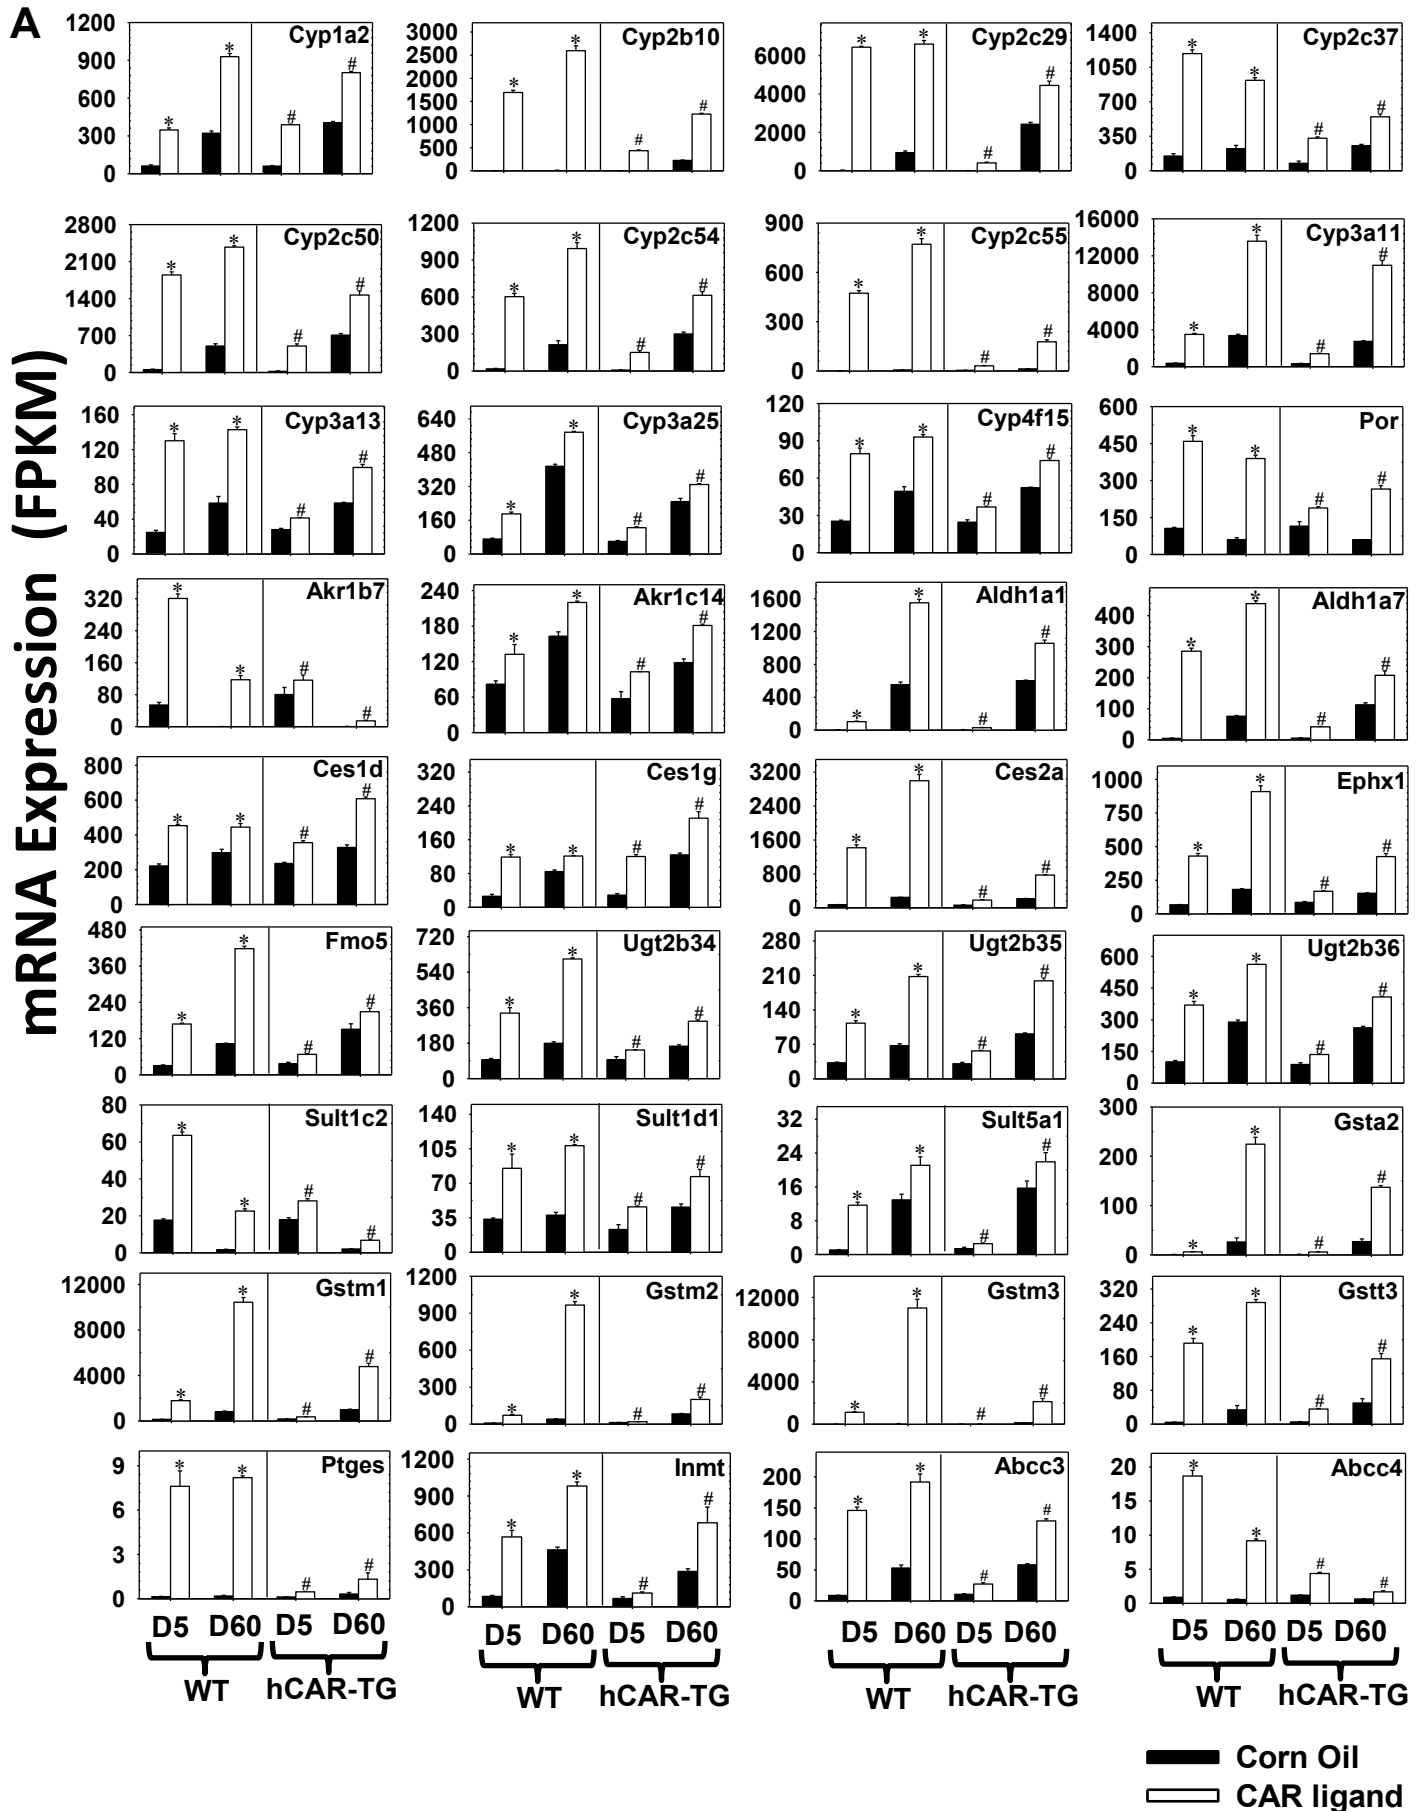 A
mRNA Expression (FPKM)
Cyp1a2
1200
900
600
300
0
* * # #
Cyp2b10
3000
2500
2000
1500
1000
500
0
* * # #
Cyp2c29
6000
4000
2000
0
* * # #
Cyp2c37
1400
1050
700
350
0
* * # #
Cyp2c50
2800
2100
1400
700
0
* * # #
Cyp2c54
1200
900
600
300
0
* * # #
Cyp2c55
900
600
300
0
* * # #
Cyp3a11
16000
12000
8000
4000
0
* * # #
Cyp3a13
160
120
80
40
0
* * # #
Cyp3a25
640
480
320
160
0
* * # #
Cyp4f15
120
90
60
30
0
* * # #
Por
600
450
300
150
0
* * # #
Akr1b7
320
240
160
80
0
* * # #
Akr1c14
240
180
120
60
0
* * # #
Aldh1a1
1600
1200
800
400
0
* * # #
Aldh1a7
400
300
200
100
0
* * # #
Ces1d
800
600
400
200
0
* * # #
Ces1g
320
240
160
80
0
* * # #
Ces2a
3200
2400
1600
800
0
* * # #
Ephx1
1000
750
500
250
0
* * # #
Fmo5
480
360
240
120
0
* * # #
Ugt2b34
720
540
360
180
0
* * # #
Ugt2b35
280
210
140
70
0
* * # #
Ugt2b36
600
450
300
150
0
* * # #
Sult1c2
80
60
40
20
0
* * # #
Sult1d1
140
105
70
35
0
* * # #
Sult5a1
32
24
16
8
0
* * # #
Gsta2
300
200
100
0
* * # #
Gstm1
12000
8000
4000
0
* * # #
Gstm2
1200
900
600
300
0
* * # #
Gstm3
12000
8000
4000
0
* * # #
Gstt3
320
240
160
80
0
* * # #
Ptges
9
6
3
0
* * # #
Inmt
1200
900
600
300
0
* * # #
Abcc3
200
150
100
50
0
* * # #
Abcc4
20
15
10
5
0
* * # #
D5 D60 D5 D60 D5 D60 D5 D60 D5 D60 D5 D60 D5 D60 D5 D60
WT hCAR-TG WT hCAR-TG WT hCAR-TG WT hCAR-TG
Corn Oil
CAR ligand